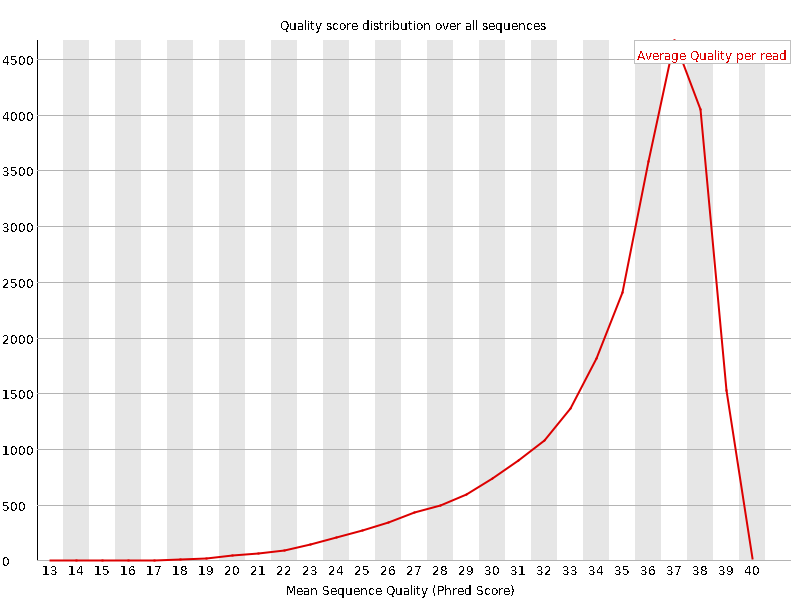 Quality score distribution over all sequences
Average Quality per read
4500
4000
3500
3000
2500
2000
1500
1000
500
0
13 14 15 16 17 18 19 20 21 22 23 24 25 26 27 28 29 30 31 32 33 34 35 36 37 38 39 40
Mean Sequence Quality (Phred Score)